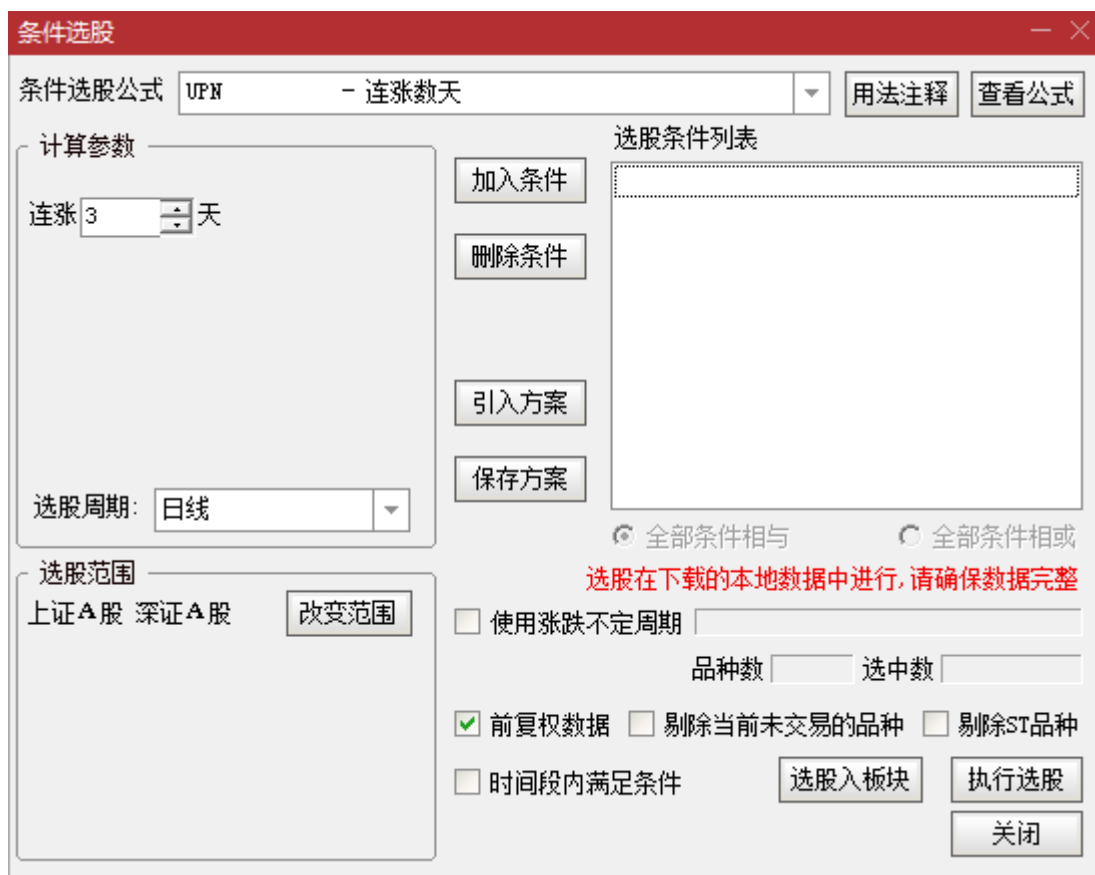 条件选股
条件选股公式 UPN - 连涨数天 用法注释 查看公式
计算参数
选股条件列表
连涨 3 天
加入条件
删除条件
引入方案
保存方案
选股周期: 日线
全部条件相与 全部条件相或
选股范围
选股在下载的本地数据中进行,请确保数据完整
上证A股 深证A股 改变范围
使用涨跌不定周期
品种数 选中数
前复权数据 剔除当前未交易的品种 剔除ST品种
时间段内满足条件 选股入板块 执行选股
关闭